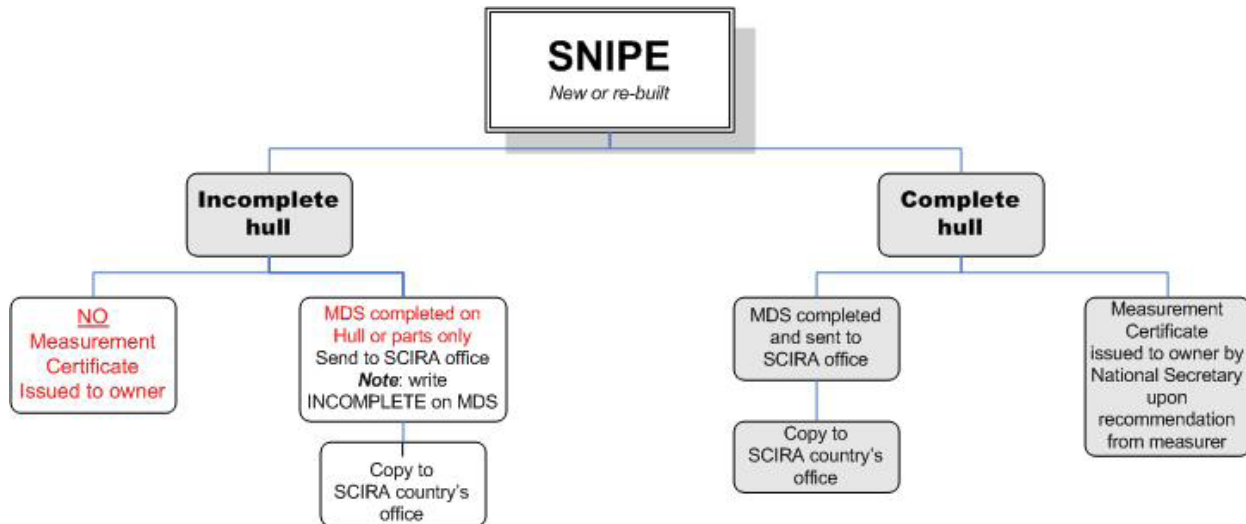 SNIPE
New or re-built
Incomplete
hull
Complete
hull
NO
Measurement
Certificate
Issued to owner
MDS completed on
Hull or parts only
Send to SCIRA office
Note: write
INCOMPLETE on MDS
Copy to
SCIRA country's
office
MDS completed
and sent to
SCIRA office
Copy to
SCIRA country's
office
Measurement
Certificate
issued to owner by
National Secretary
upon
recommendation
from measurer